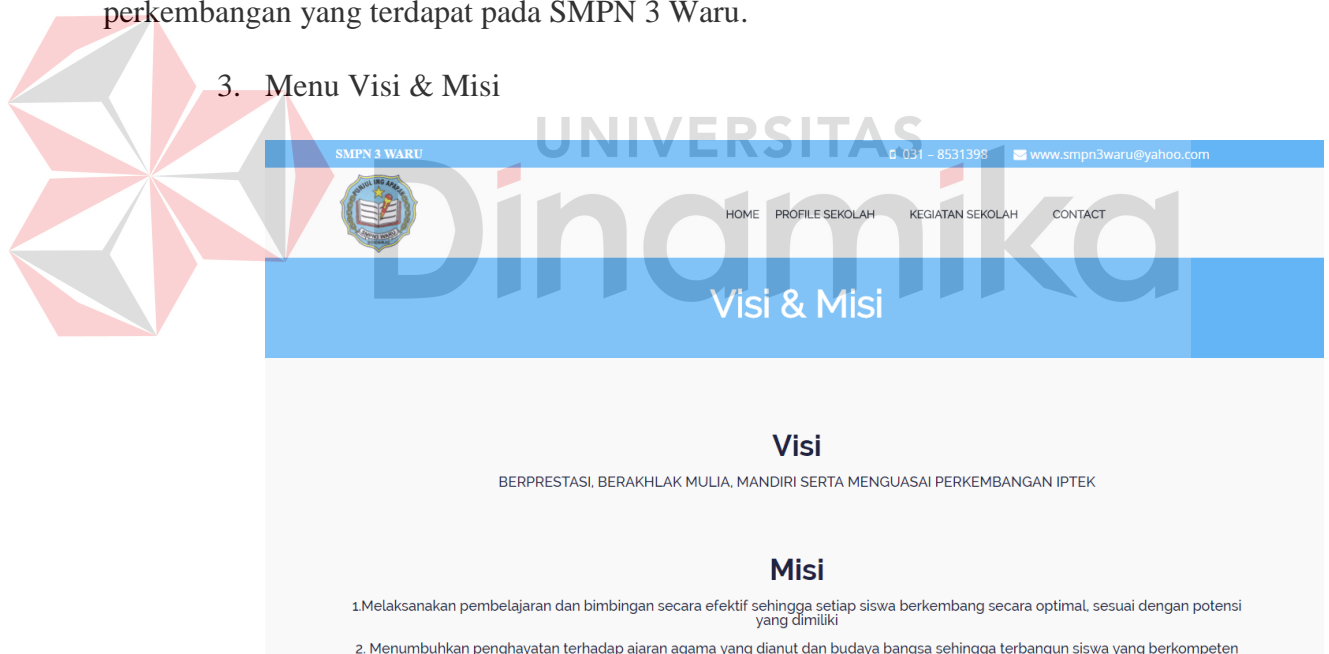 perkembangan yang terdapat pada SMPN 3 Waru.
3. Menu Visi & Misi
UNIVERSITAS
Dinamika
SMPN 3 WARU
031 – 8531398
www.smpn3waru@yahoo.com
HOME PROFILE SEKOLAH KEGIATAN SEKOLAH CONTACT
Visi & Misi
Visi
BERPRESTASI, BERAKHLAK MULIA, MANDIRI SERTA MENGUASAI PERKEMBANGAN IPTEK
Misi
1.Melaksanakan pembelajaran dan bimbingan secara efektif sehingga setiap siswa berkembang secara optimal, sesuai dengan potensi
yang dimiliki
2. Menumbuhkan penghayatan terhadap ajaran agama yang dianut dan budaya bangsa sehingga terbangun siswa yang berkompeten